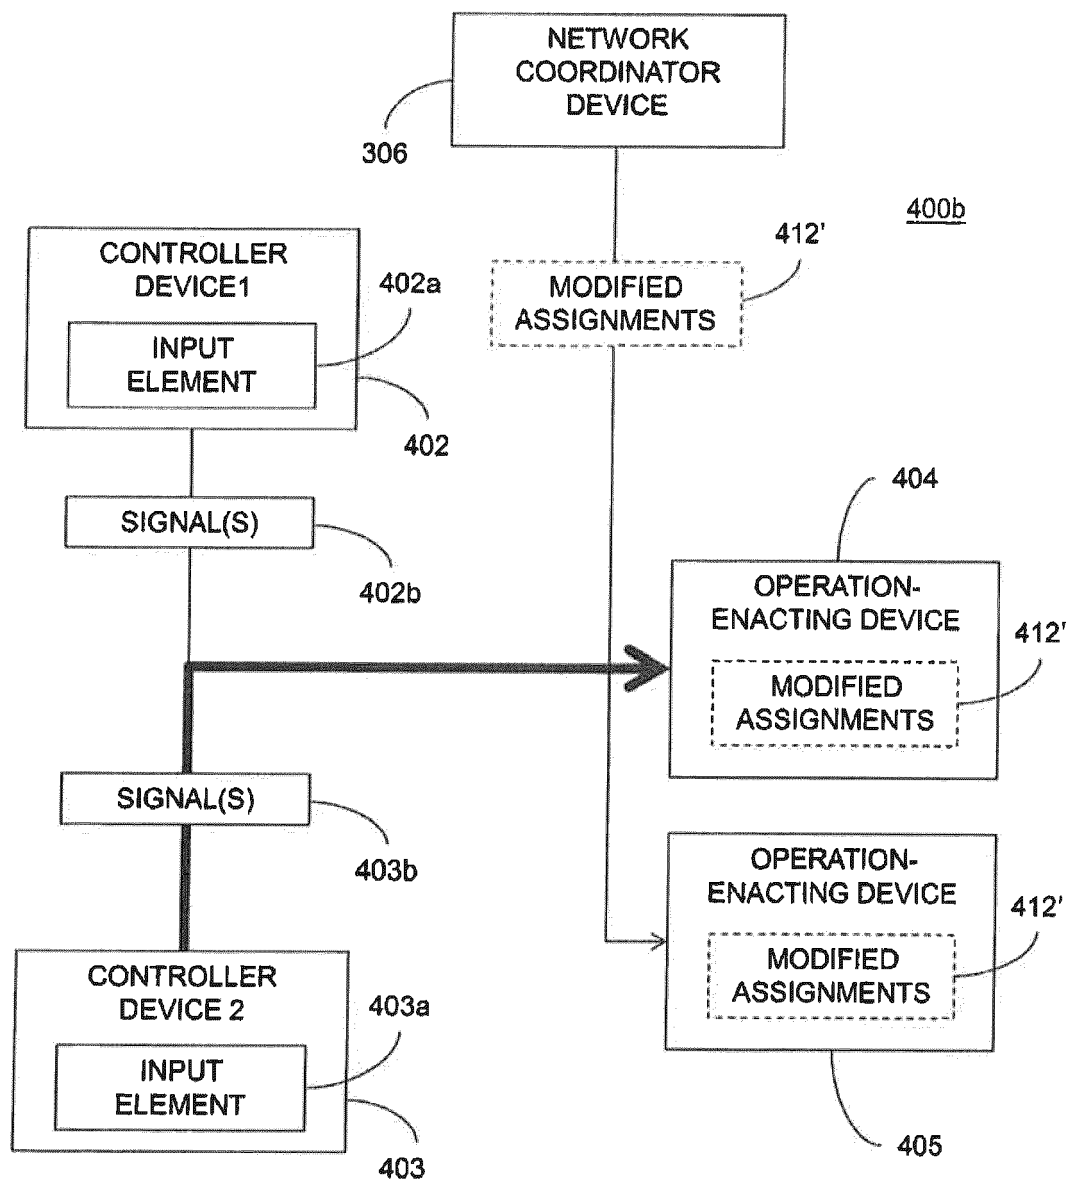 NETWORK
COORDINATOR
DEVICE
306
400b
412'
MODIFIED
ASSIGNMENTS
CONTROLLER
DEVICE1
402a
INPUT
ELEMENT
402
SIGNAL(S)
402b
404
OPERATION-
ENACTING DEVICE
412'
MODIFIED
ASSIGNMENTS
SIGNAL(S)
403b
OPERATION-
ENACTING DEVICE
412'
MODIFIED
ASSIGNMENTS
405
CONTROLLER
DEVICE 2
403a
INPUT
ELEMENT
403